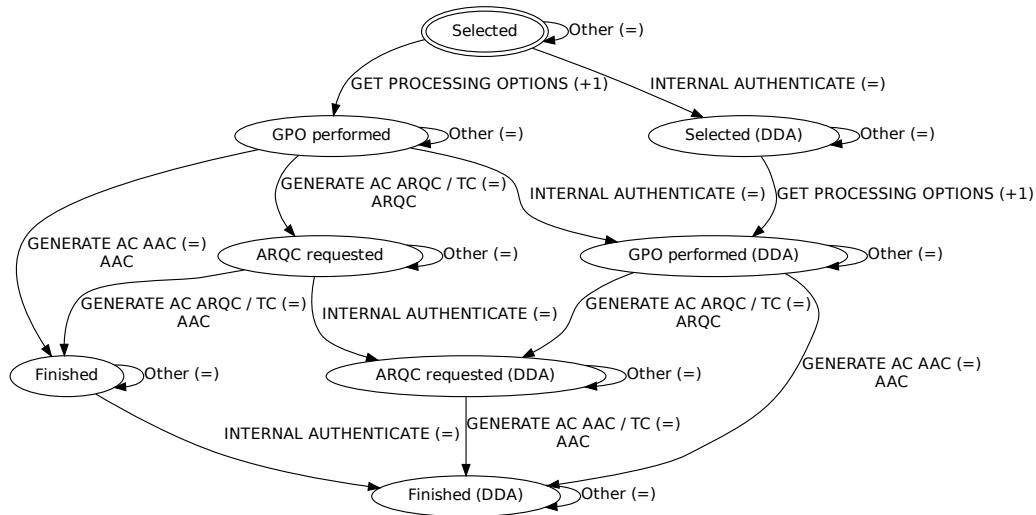 Selected
Other (=)
GET PROCESSING OPTIONS (+1)
INTERNAL AUTHENTICATE (=)
GPO performed
Other (=)
Selected (DDA)
Other (=)
GENERATE AC ARQC / TC (=)
ARQC
INTERNAL AUTHENTICATE (=)
GET PROCESSING OPTIONS (+1)
GENERATE AC AAC (=)
AAC
ARQC requested
Other (=)
GPO performed (DDA)
Other (=)
GENERATE AC ARQC / TC (=)
AAC
INTERNAL AUTHENTICATE (=)
GENERATE AC ARQC / TC (=)
ARQC
GENERATE AC AAC (=)
AAC
Finished
Other (=)
ARQC requested (DDA)
Other (=)
INTERNAL AUTHENTICATE (=)
GENERATE AC AAC / TC (=)
AAC
Finished (DDA)
Other (=)